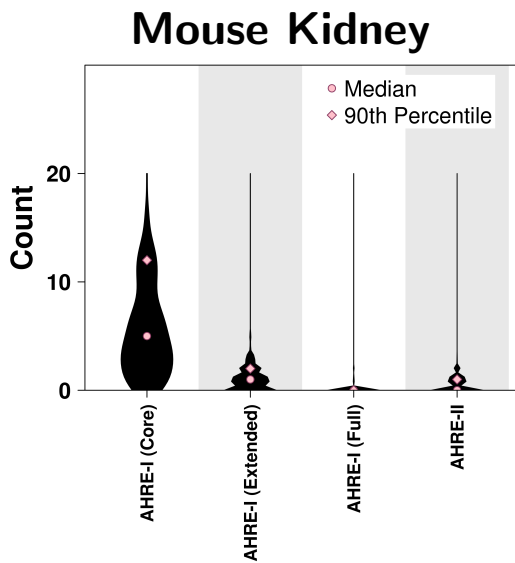 Mouse Kidney
Median
90th Percentile
Count
20
10
0
AHRE-I (Core)
AHRE-I (Extended)
AHRE-I (Full)
AHRE-II